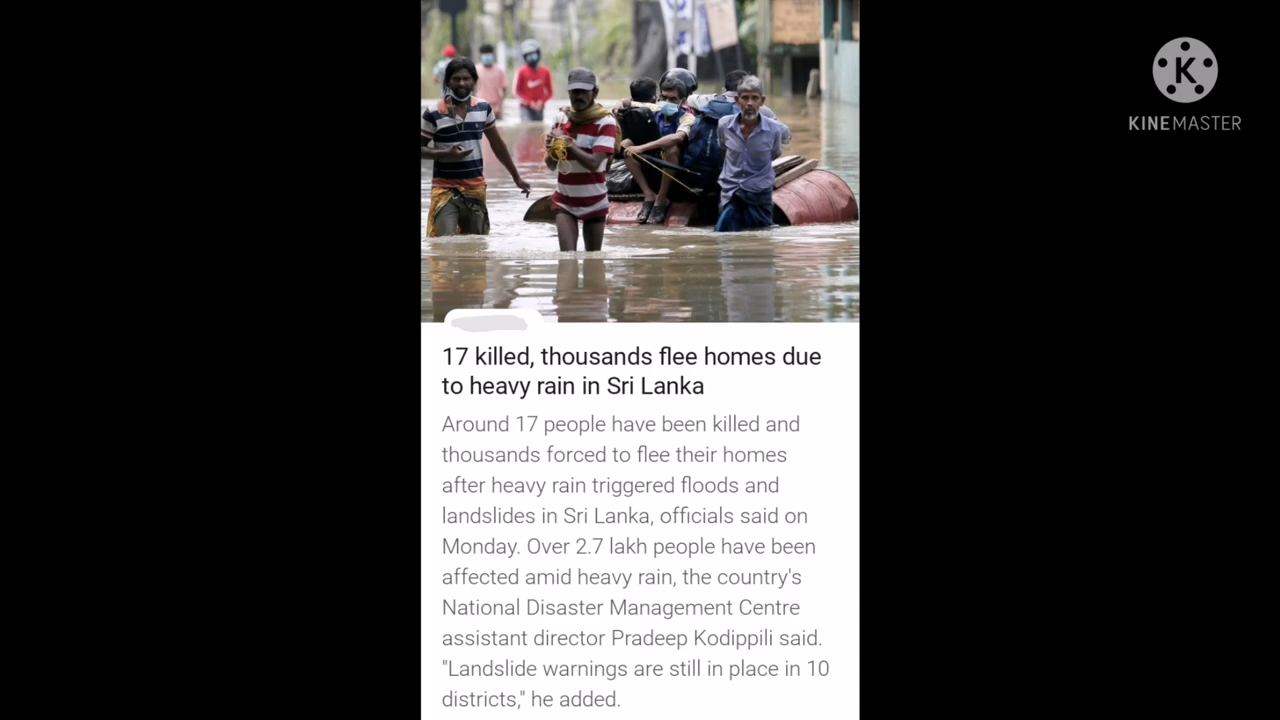 K
KINEMASTER
17 killed, thousands flee homes due
to heavy rain in Sri Lanka
Around 17 people have been killed and
thousands forced to flee their homes
after heavy rain triggered floods and
landslides in Sri Lanka, officials said on
Monday. Over 2.7 lakh people have been
affected amid heavy rain, the country's
National Disaster Management Centre
assistant director Pradeep Kodippili said.
"Landslide warnings are still in place in 10
districts," he added.